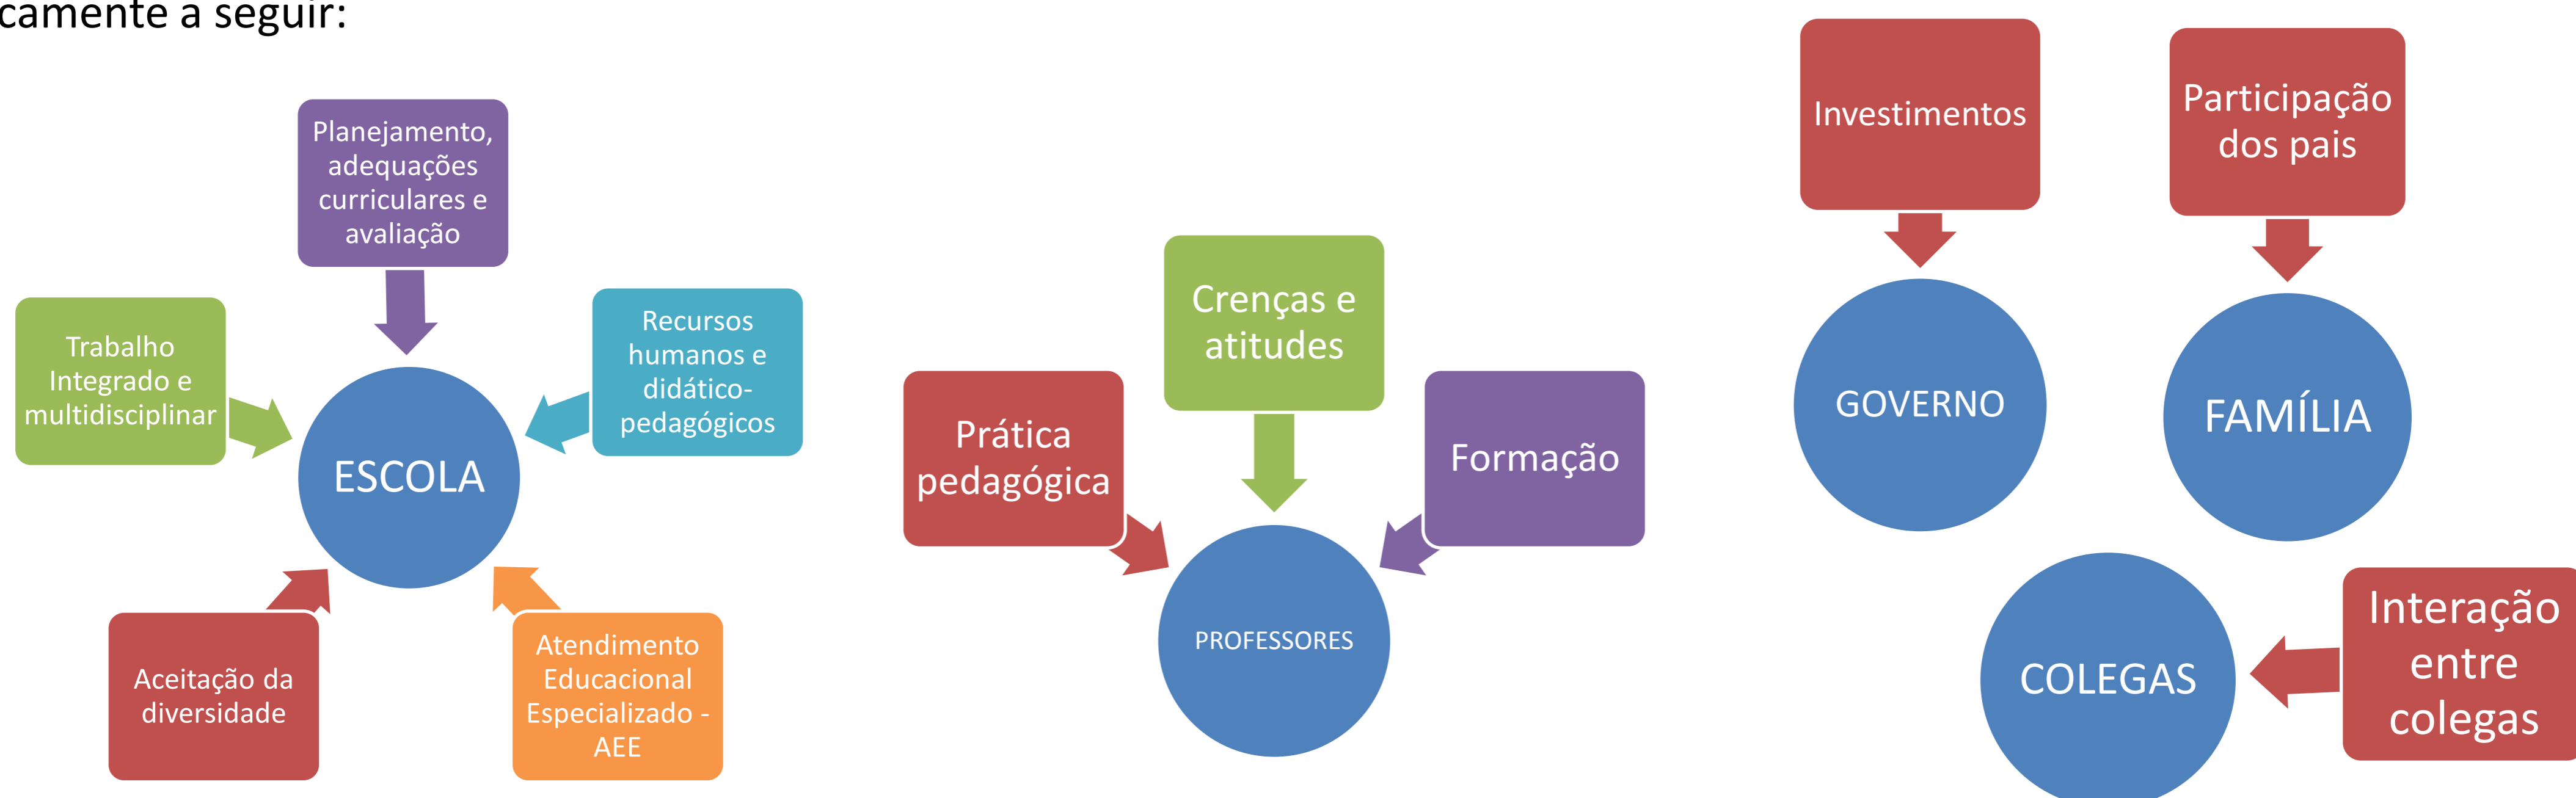 camente a seguir:
Planejamento,
adequações
curriculares e
avaliação
Trabalho
Integrado e
multidisciplinar
Recursos
humanos e
didático-
pedagógicos
ESCOLA
Aceitação da
diversidade
Atendimento
Educacional
Especializado -
AEE
Crenças e
atitudes
Prática
pedagógica
Formação
PROFESSORES
Investimentos
GOVERNO
Participação
dos pais
FAMÍLIA
COLEGAS
Interação
entre
colegas